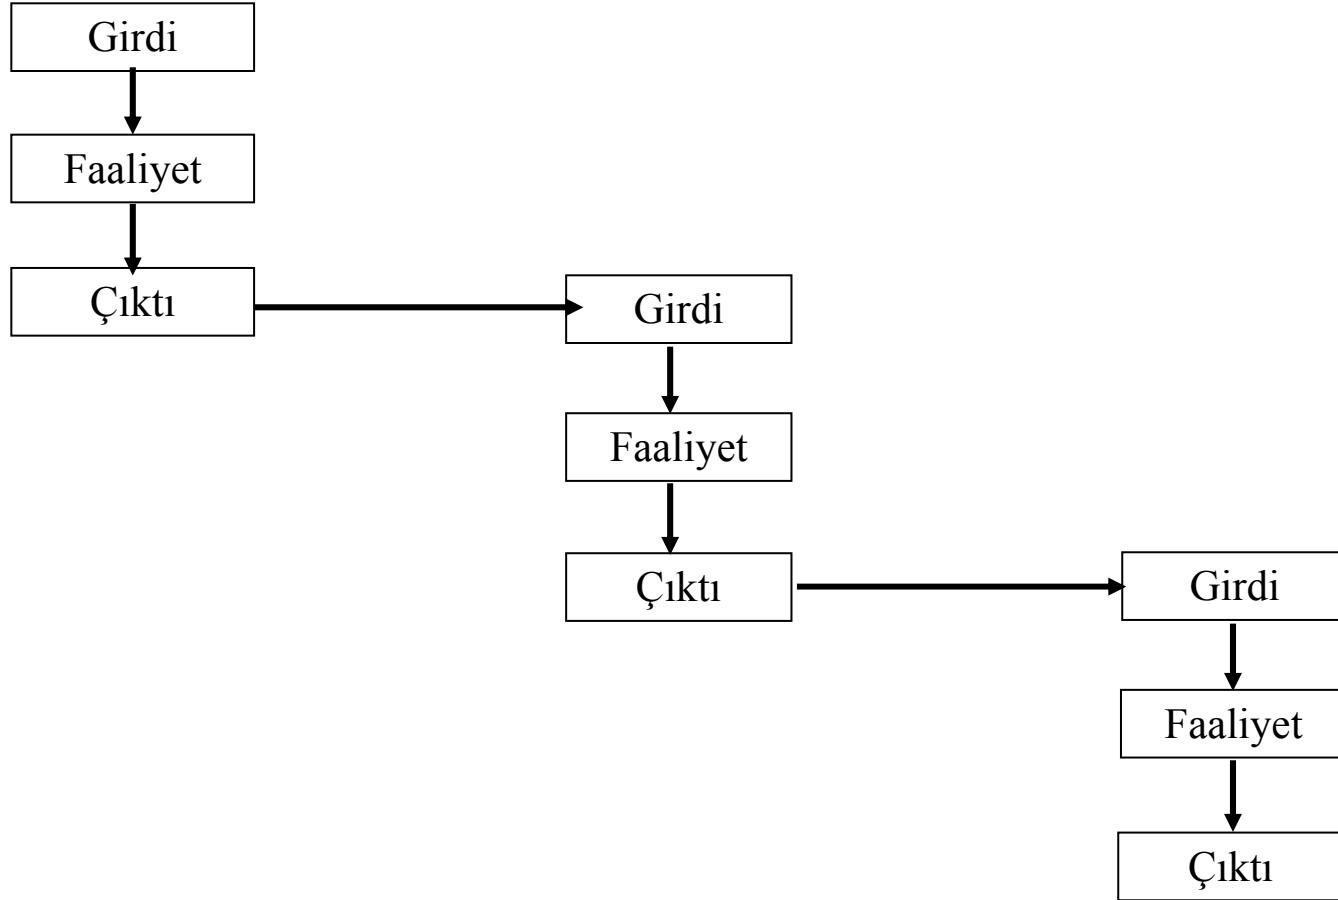 Girdi
Faaliyet
Çıktı
Girdi
Faaliyet
Çıktı
Girdi
Faaliyet
Çıktı